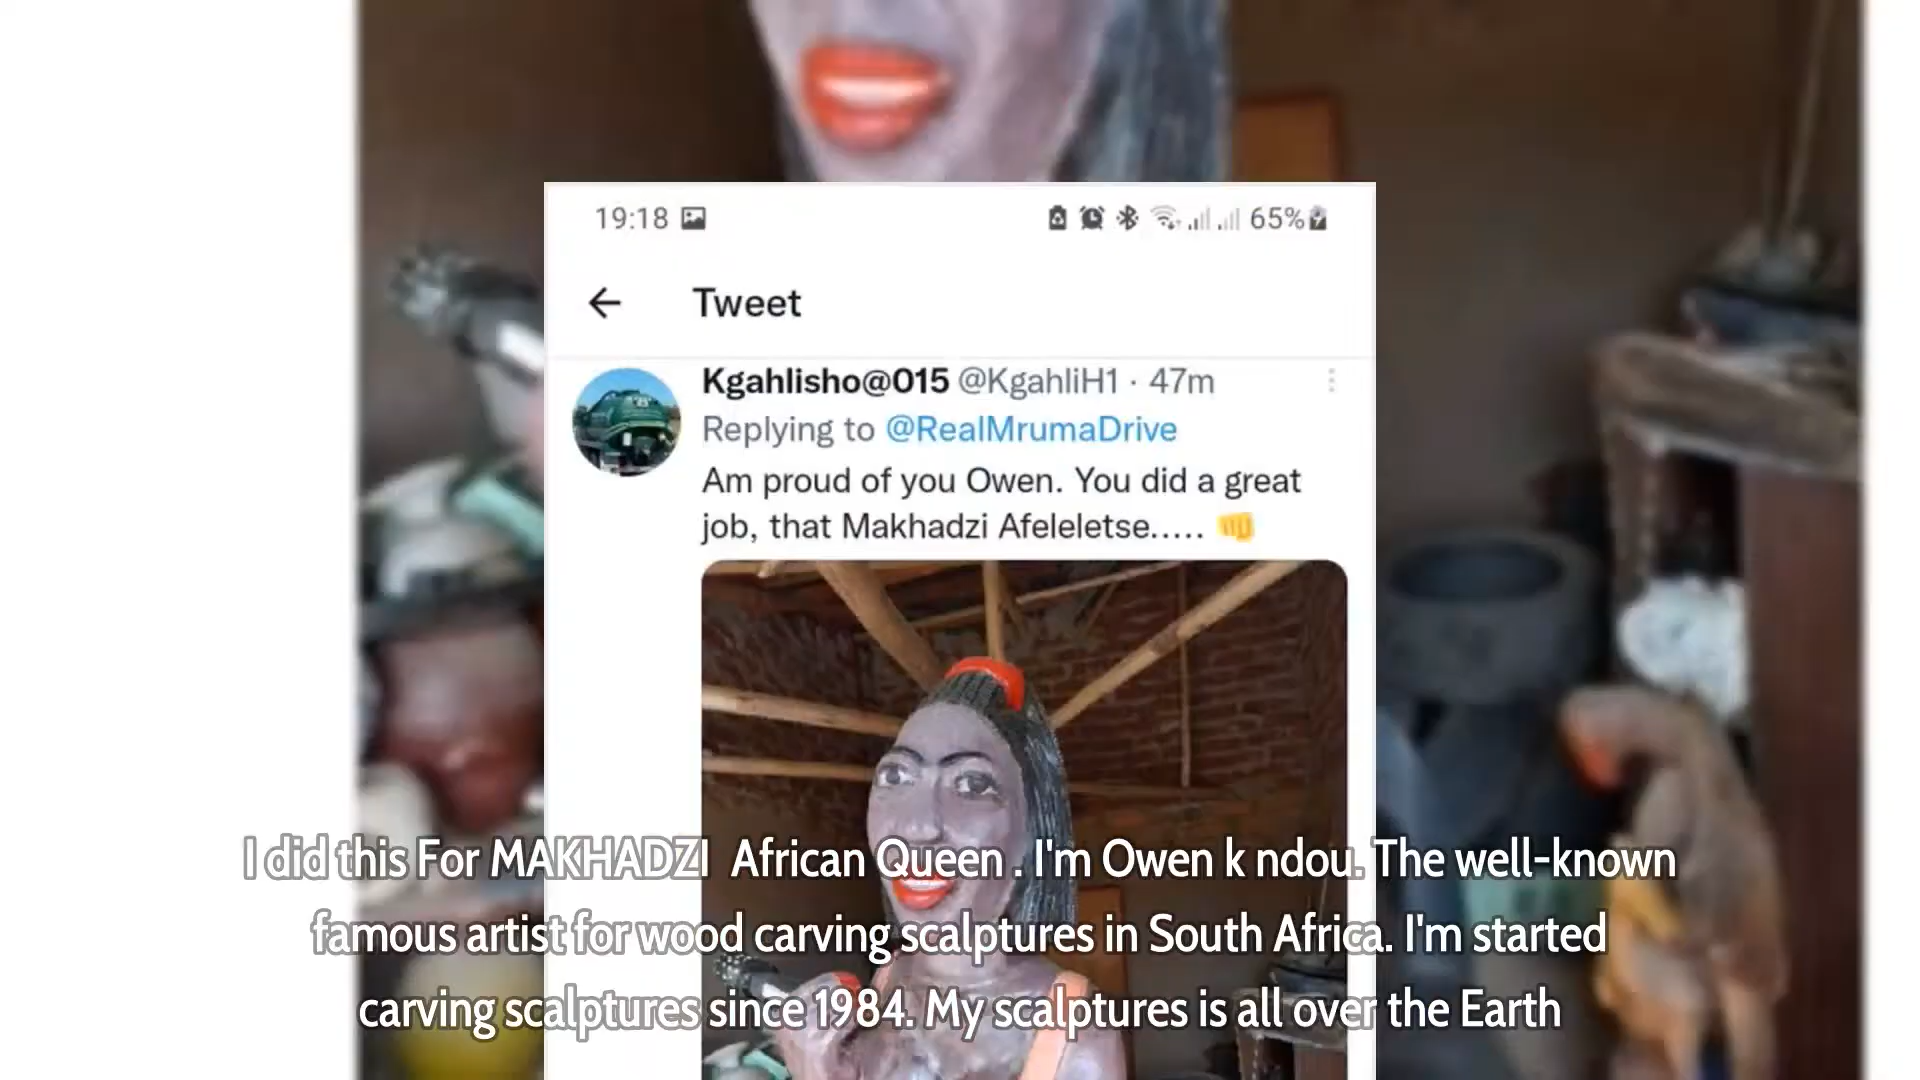 19:18 65%
Tweet
Kgahlisho@015 @KgahliH1 · 47m
Replying to @RealMrumaDrive
Am proud of you Owen. You did a great
job, that Makhadzi Afeleletse..... 👊
I did this For MAKHADZI African Queen . I'm Owen k ndou. The well-known
famous artist for wood carving scalptures in South Africa. I'm started
carving scalptures since 1984. My scalptures is all over the Earth